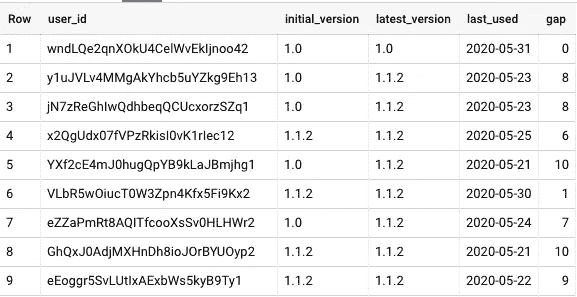 Row user_id initial_version latest_version last_used gap
1 wndLQe2qnXOkU4CelWvEkIjnoo42 1.0 1.0 2020-05-31 0
2 y1uJVLv4MMgAkYhcb5uYZkg9Eh13 1.0 1.1.2 2020-05-23 8
3 jN7zReGhIwQdhbeqQCUcxorzSZq1 1.0 1.1.2 2020-05-23 8
4 x2QgUdx07fVPzRkisI0vK1rIec12 1.1.2 1.1.2 2020-05-25 6
5 YXf2cE4mJ0hugQpYB9kLaJBmjhg1 1.0 1.1.2 2020-05-21 10
6 VLbR5wOiucT0W3Zpn4Kfx5Fi9Kx2 1.1.2 1.1.2 2020-05-30 1
7 eZZaPmRt8AQITfcooXsSv0HLHWr2 1.0 1.1.2 2020-05-24 7
8 GhQxJ0AdjMXHnDh8ioJOrBYUOyp2 1.1.2 1.1.2 2020-05-21 10
9 eEoggr5SvLUtIxAExbWs5kyB9Ty1 1.1.2 1.1.2 2020-05-22 9